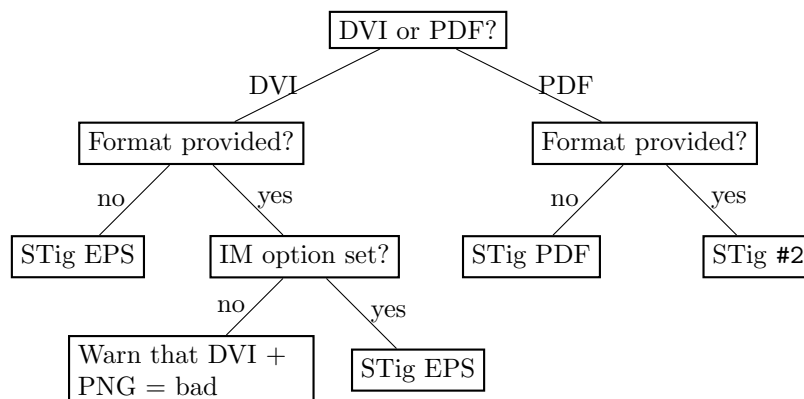 DVI or PDF?
DVI
PDF
Format provided?
Format provided?
no
yes
no
yes
STig EPS
IM option set?
STig PDF
STig #2
no
yes
Warn that DVI +
PNG = bad
STig EPS